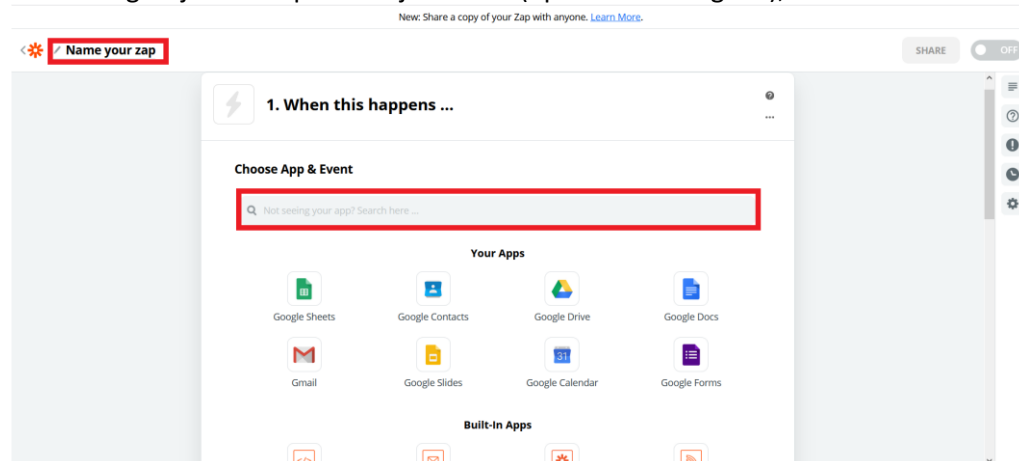 New: Share a copy of your Zap with anyone. Learn More.
Name your zap
SHARE
OFF
1. When this happens ...
Choose App & Event
Not seeing your app? Search here ...
Your Apps
Google Sheets Google Contacts Google Drive Google Docs
Gmail Google Slides Google Calendar Google Forms
Built-In Apps